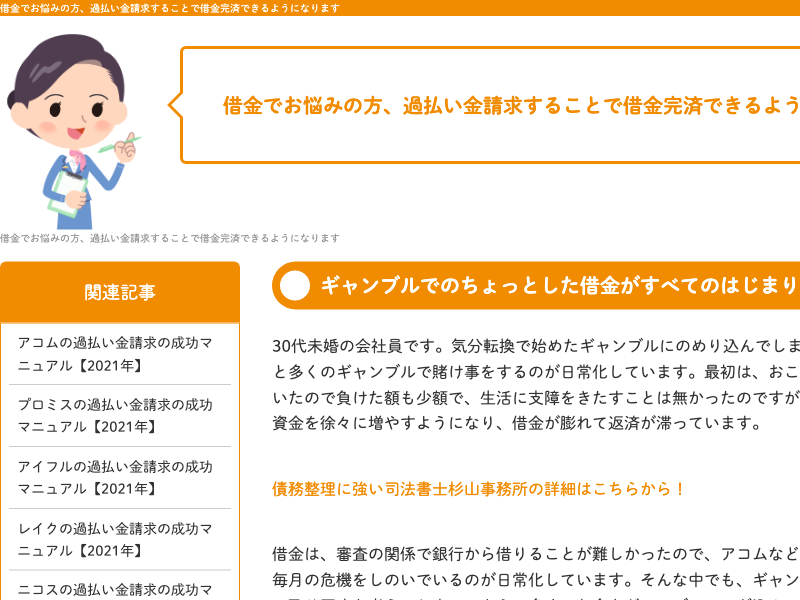 借金でお悩みの方、過払い金請求することで借金完済できるようになります
借金でお悩みの方、過払い金請求することで借金完済できるよう
借金でお悩みの方、過払い金請求することで借金完済できるようになります
関連記事
アコムの過払い金請求の成功マ
ニュアル【2021年】
プロミスの過払い金請求の成功
マニュアル【2021年】
アイフルの過払い金請求の成功
マニュアル【2021年】
レイクの過払い金請求の成功マ
ニュアル【2021年】
ニコスの過払い金請求の成功マ
ギャンブルでのちょっとした借金がすべてのはじまり
30代未婚の会社員です。気分転換で始めたギャンブルにのめり込んでしま
と多くのギャンブルで賭け事をするのが日常化しています。最初は、おこ
いたので負けた額も少額で、生活に支障をきたすことは無かったのですが
資金を徐々に増やすようになり、借金が膨れて返済が滞っています。
債務整理に強い司法書士杉山事務所の詳細はこちらから！
借金は、審査の関係で銀行から借りることが難しかったので、アコムなど
毎月の危機をしのいでいるのが日常化しています。そんな中でも、ギャン